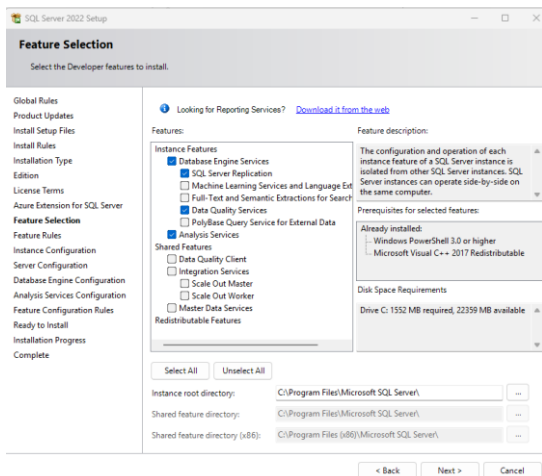 SQL Server 2022 Setup
Feature Selection
Select the Developer features to install.
Global Rules
Product Updates
Install Setup Files
Install Rules
Installation Type
Edition
License Terms
Azure Extension for SQL Server
Feature Selection
Feature Rules
Instance Configuration
Server Configuration
Database Engine Configuration
Analysis Services Configuration
Feature Configuration Rules
Ready to Install
Installation Progress
Complete
Looking for Reporting Services? Download it from the web
Features:
Instance Features
Database Engine Services
SQL Server Replication
Machine Learning Services and Language Ext
Full-Text and Semantic Extractions for Search
Data Quality Services
PolyBase Query Service for External Data
Analysis Services
Shared Features
Data Quality Client
Integration Services
Scale Out Master
Scale Out Worker
Master Data Services
Redistributable Features
Feature description:
The configuration and operation of each
instance feature of a SQL Server instance is
isolated from other SQL Server instances. SQL
Server instances can operate side-by-side on
the same computer.
Prerequisites for selected features:
Already installed:
Windows PowerShell 3.0 or higher
Microsoft Visual C++ 2017 Redistributable
Disk Space Requirements
Drive C: 1552 MB required, 22359 MB available
Select All Unselect All
Instance root directory: C:\Program Files\Microsoft SQL Server\ ...
Shared feature directory: C:\Program Files\Microsoft SQL Server\ ...
Shared feature directory (x86): C:\Program Files (x86)\Microsoft SQL Server\ ...
< Back Next > Cancel